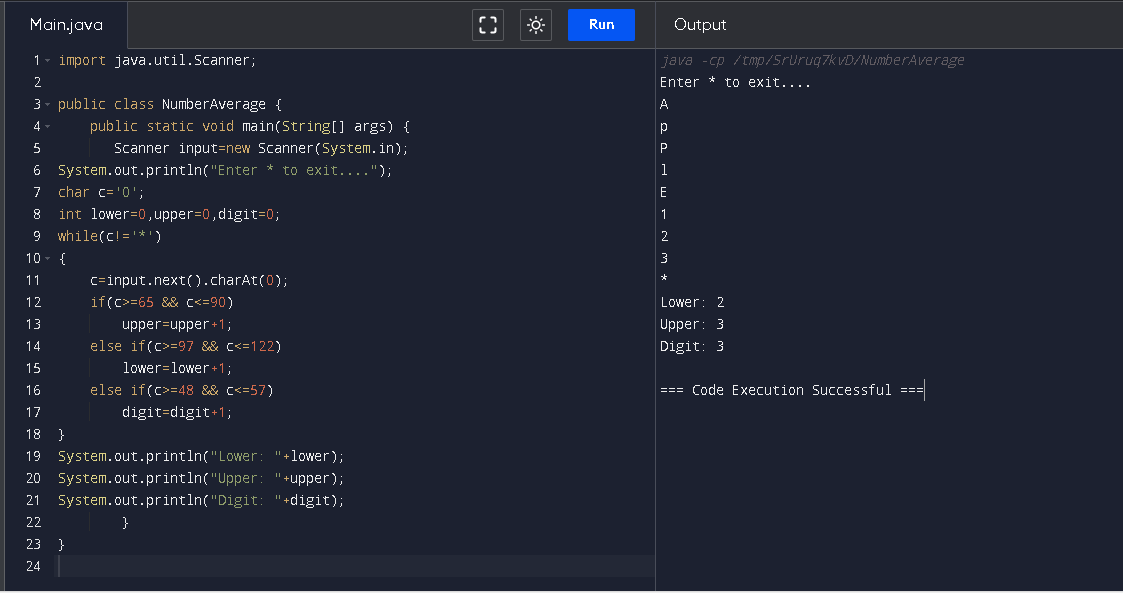 Main.java
Run
Output
1 import java.util.Scanner;
2
3 public class NumberAverage {
4     public static void main(String[] args) {
5        Scanner input=new Scanner(System.in);
6 System.out.println("Enter * to exit....");
7 char c='0';
8 int lower=0,upper=0,digit=0;
9 while(c!='*')
10 {
11     c=input.next().charAt(0);
12     if(c>=65 && c<=90)
13         upper=upper+1;
14     else if(c>=97 && c<=122)
15         lower=lower+1;
16     else if(c>=48 && c<=57)
17         digit=digit+1;
18 }
19 System.out.println("Lower: "+lower);
20 System.out.println("Upper: "+upper);
21 System.out.println("Digit: "+digit);
22         }
23 }
24
java -cp /tmp/SrUruq7kvD/NumberAverage
Enter * to exit....
A
p
P
l
E
1
2
3
*
Lower: 2
Upper: 3
Digit: 3
=== Code Execution Successful ===